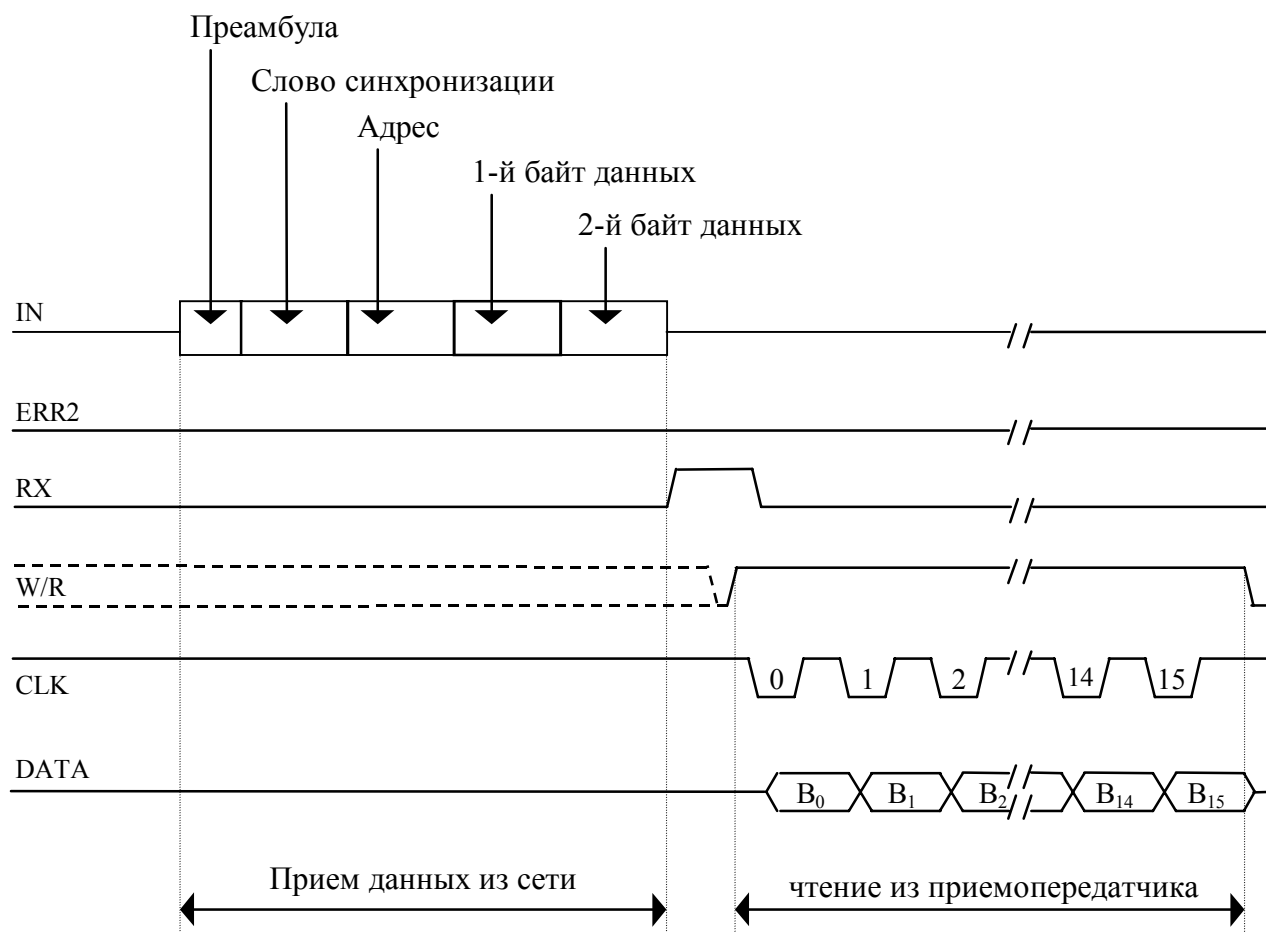 Преамбула
Слово синхронизации
Адрес
1-й байт данных
2-й байт данных
IN
ERR2
RX
W/R
CLK
0 1 2 14 15
DATA
B₀ B₁ B₂ B₁₄ B₁₅
Прием данных из сети
чтение из приемопередатчика